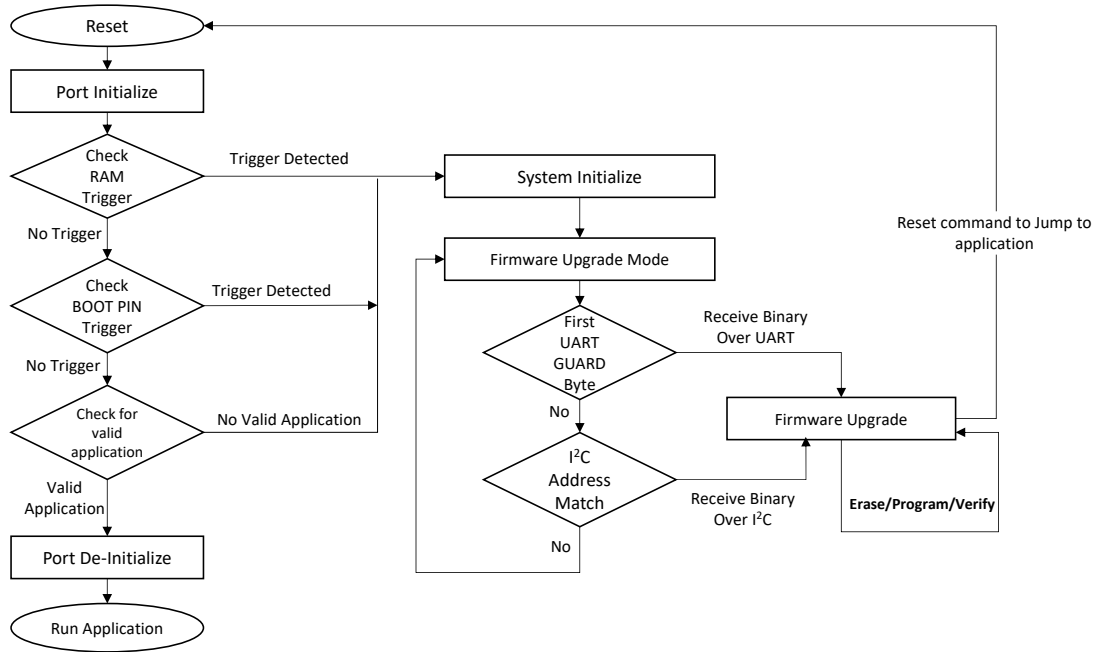 Reset
Port Initialize
Check
RAM
Trigger
Trigger Detected
No Trigger
Check
BOOT PIN
Trigger
Trigger Detected
No Trigger
Check for
valid
application
No Valid Application
Valid
Application
Port De-Initialize
Run Application
System Initialize
Firmware Upgrade Mode
First
UART
GUARD
Byte
Receive Binary
Over UART
No
I²C
Address
Match
Receive Binary
Over I²C
No
Firmware Upgrade
Erase/Program/Verify
Reset command to Jump to
application